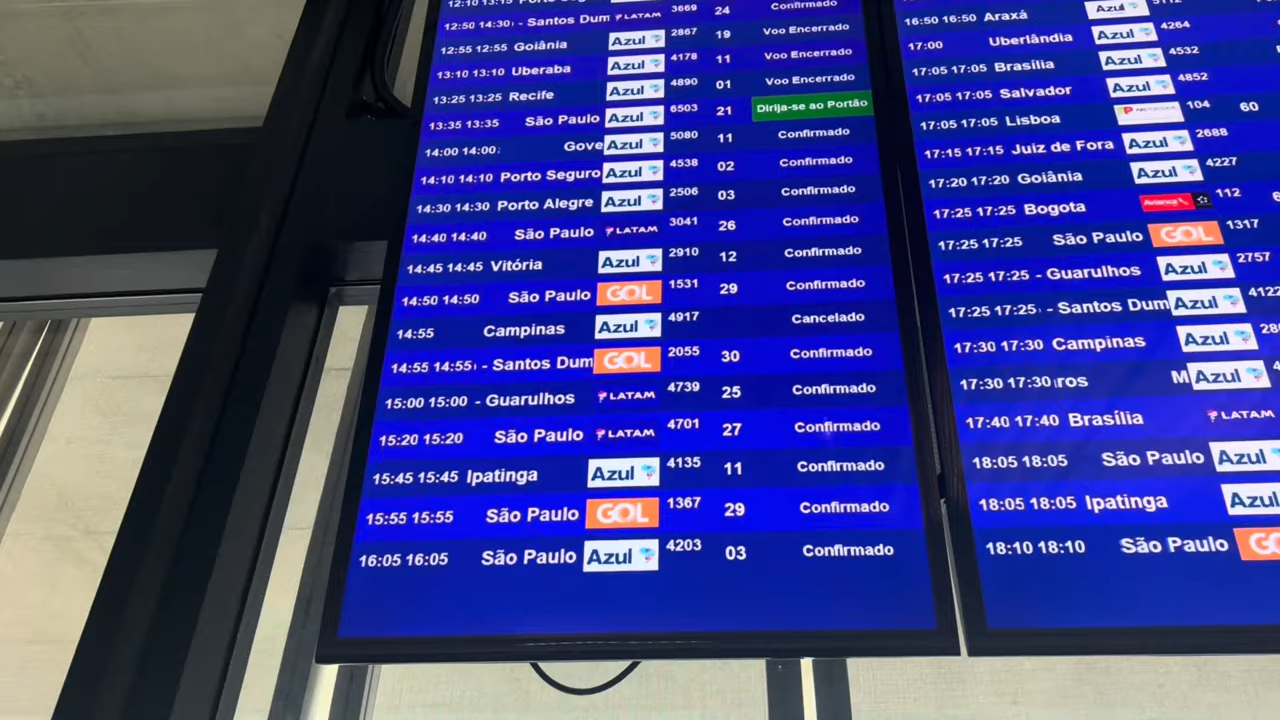 12:10 13:15 Porto Seguro
12:50 14:30 - Santos Dum LATAM 3669 24 Confirmado
12:55 12:55 Goiânia Azul 2867 19 Voo Encerrado
13:10 13:10 Uberaba Azul 4178 11 Voo Encerrado
13:25 13:25 Recife Azul 4890 01 Voo Encerrado
13:35 13:35 São Paulo Azul 6503 21 Dirija-se ao Portão
14:00 14:00 Gove Azul 5080 11 Confirmado
14:10 14:10 Porto Seguro Azul 4538 02 Confirmado
14:30 14:30 Porto Alegre Azul 2506 03 Confirmado
14:40 14:40 São Paulo LATAM 3041 26 Confirmado
14:45 14:45 Vitória Azul 2910 12 Confirmado
14:50 14:50 São Paulo GOL 1531 29 Confirmado
14:55 Campinas Azul 4917 Cancelado
14:55 14:55 - Santos Dum GOL 2055 30 Confirmado
15:00 15:00 - Guarulhos LATAM 4739 25 Confirmado
15:20 15:20 São Paulo LATAM 4701 27 Confirmado
15:45 15:45 Ipatinga Azul 4135 11 Confirmado
15:55 15:55 São Paulo GOL 1367 29 Confirmado
16:05 16:05 São Paulo Azul 4203 03 Confirmado
16:50 16:50 Araxá Azul
17:00 Uberlândia Azul 4264
17:05 17:05 Brasília Azul 4532
17:05 17:05 Salvador Azul 4852
17:05 17:05 Lisboa 104 60
17:15 17:15 Juiz de Fora Azul 2688
17:20 17:20 Goiânia Azul 4227
17:25 17:25 Bogota Avianca 112
17:25 17:25 São Paulo GOL 1317
17:25 17:25 - Guarulhos Azul 2757
17:25 17:25 - Santos Dum Azul 4122
17:30 17:30 Campinas Azul
17:30 17:30 ros M Azul
17:40 17:40 Brasília LATAM
18:05 18:05 São Paulo Azul
18:05 18:05 Ipatinga Azul
18:10 18:10 São Paulo GO